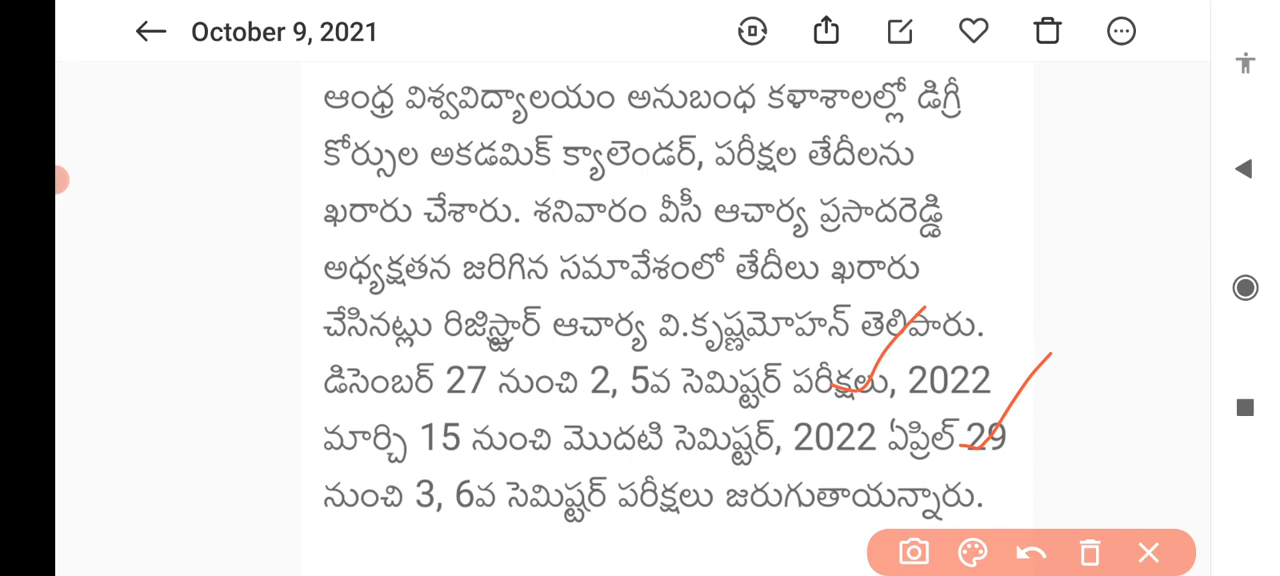 October 9, 2021
ఆంధ్ర విశ్వవిద్యాలయం అనుబంధ కళాశాలల్లో డిగ్రీ
కోర్సుల అకడమిక్ క్యాలెండర్, పరీక్షల తేదీలను
ఖరారు చేశారు. శనివారం వీసీ ఆచార్య ప్రసాదరెడ్డి
అధ్యక్షతన జరిగిన సమావేశంలో తేదీలు ఖరారు
చేసినట్లు రిజిస్ట్రార్ ఆచార్య వి.కృష్ణమోహన్ తెలిపారు.
డిసెంబర్ 27 నుంచి 2, 5వ సెమిష్టర్ పరీక్షలు, 2022
మార్చి 15 నుంచి మొదటి సెమిష్టర్, 2022 ఏప్రిల్ 29
నుంచి 3, 6వ సెమిష్టర్ పరీక్షలు జరుగుతాయన్నారు.